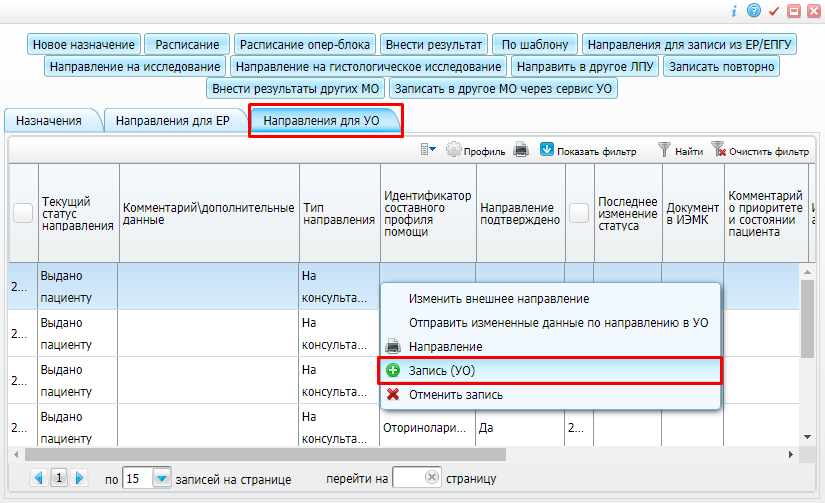 Новое назначение Расписание Расписание опер-блока Внести результат По шаблону Направления для записи из ЕР/ЕПГУ
Направление на исследование Направление на гистологическое исследование Направить в другое ЛПУ Записать повторно
Внести результаты других МО Записать в другое МО через сервис УО
Назначения Направления для ЕР Направления для УО
Профиль Показать фильтр Найти Очистить фильтр
Текущий
статус
направления
Комментарий\дополнительные
данные
Тип
направления
Идентификатор
составного
профиля
помощи
Направление
подтверждено
Последнее
изменение
статуса
Документ
в ИЭМК
Комментарий
о приоритете
и состоянии
пациента
2... Выдано
пациенту
На
консульта...
2... Выдано
пациенту
На
консульта...
2... Выдано
пациенту
На
консульта...
2... Выдано
пациенту
На
консульта...
Оторинолари... Да 2...
Изменить внешнее направление
Отправить измененные данные по направлению в УО
Направление
Запись (УО)
Отменить запись
1 по 15 записей на странице перейти на страницу